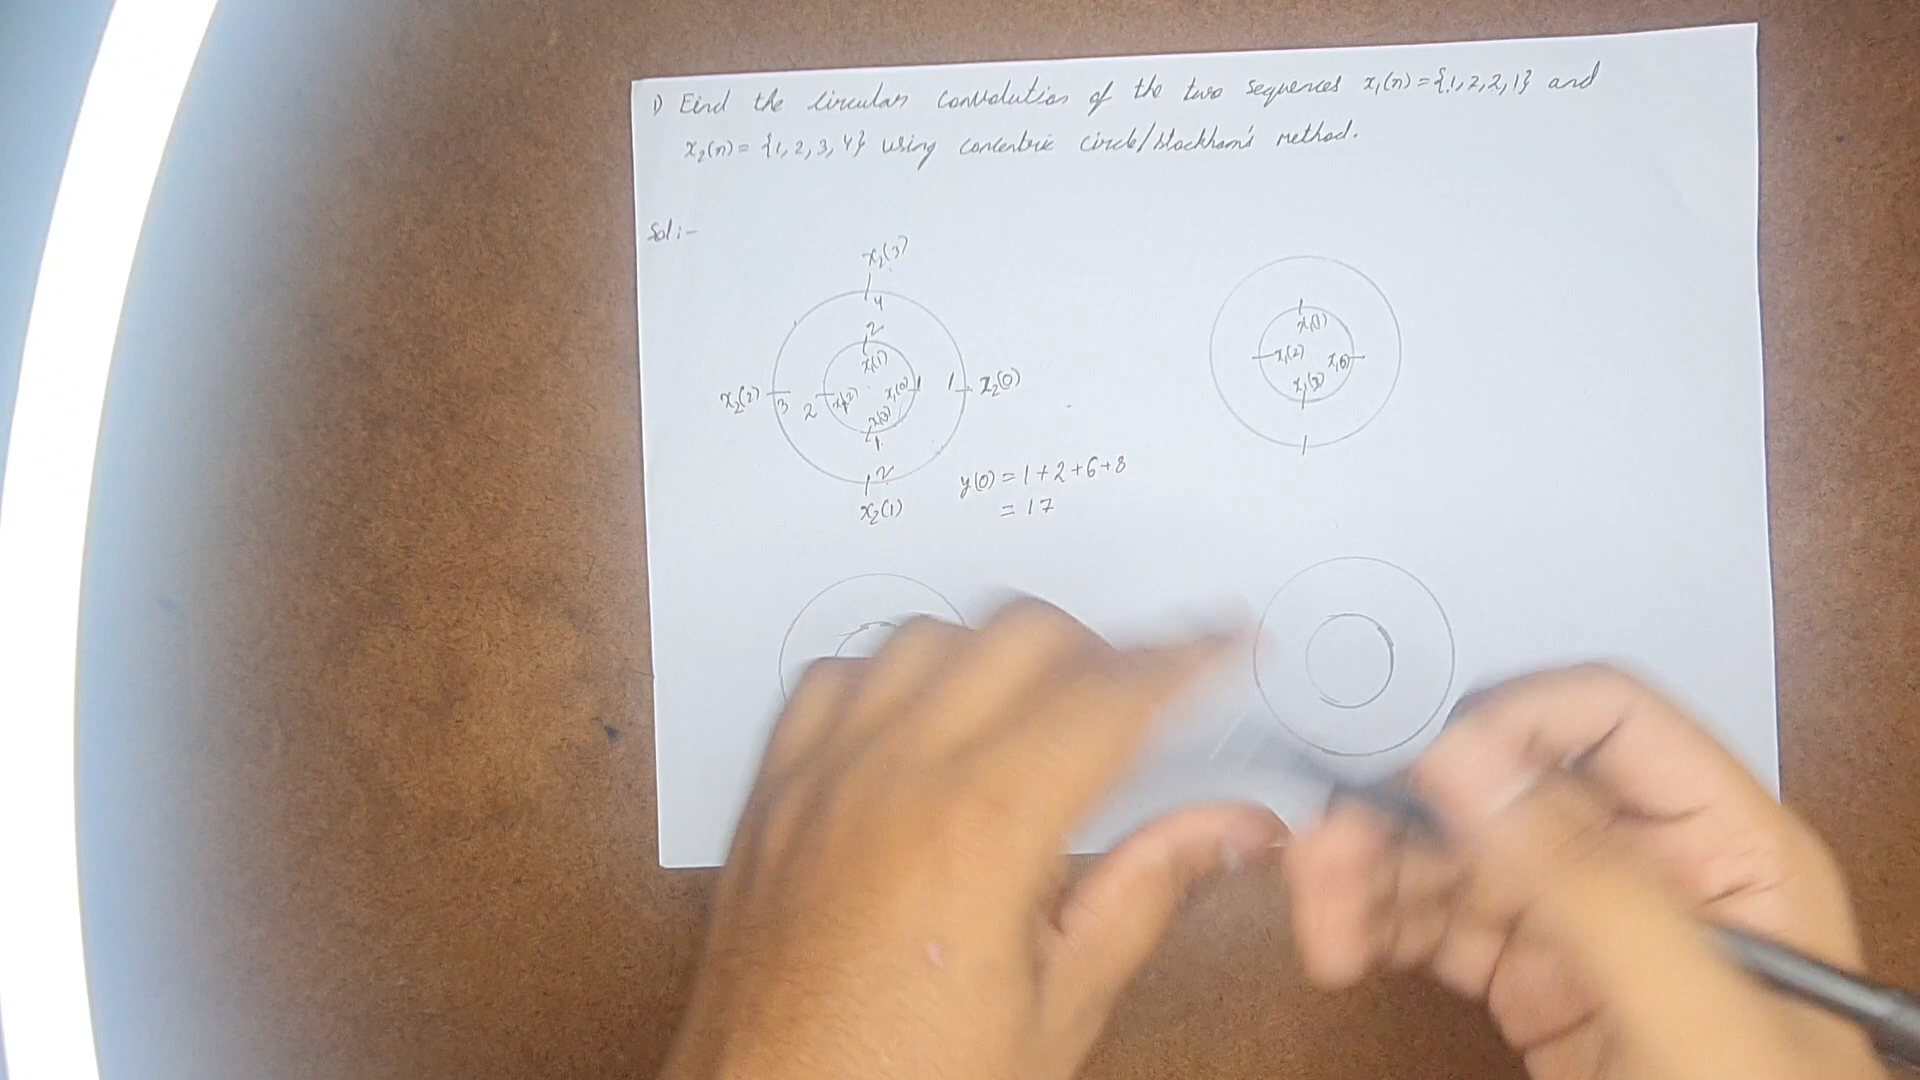 1) Find the circular convolution of the two sequences x₁(n)={1,2,2,1} and
x₂(n)= {1,2,3,4} using concentric circle/stockham's method.
Sol:-
x₂(3)
4
2
x₁(1)
x₂(2) 3 2 x₁(2) x₁(0) 1 1 x₂(0)
x₁(3)
1
2
x₂(1)
y(0) = 1+2+6+8
= 17
x₁(1)
x₁(2) x₁(0)
x₁(3)